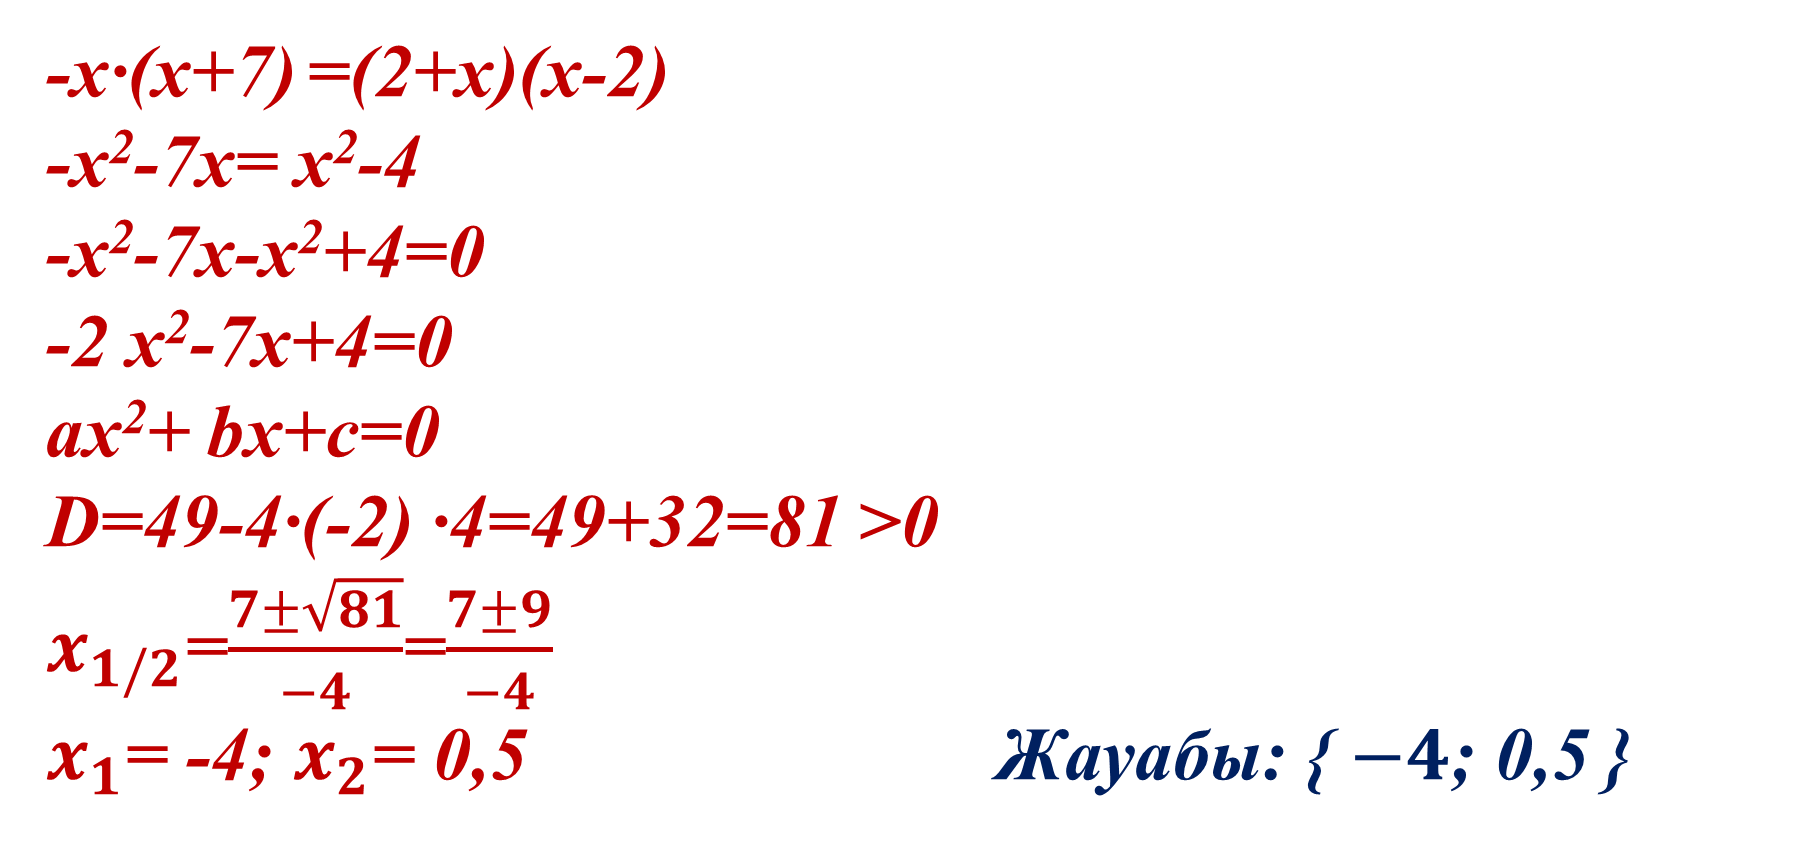 -x·(x+7) =(2+x)(x-2)
-x²-7x= x²-4
-x²-7x-x²+4=0
-2 x²-7x+4=0
ax²+ bx+c=0
D=49-4·(-2) ·4=49+32=81 >0
x₁/₂=(7±√81)/(−4)=(7±9)/(−4)
x₁= -4; x₂= 0,5 Жауабы: { −4; 0,5 }